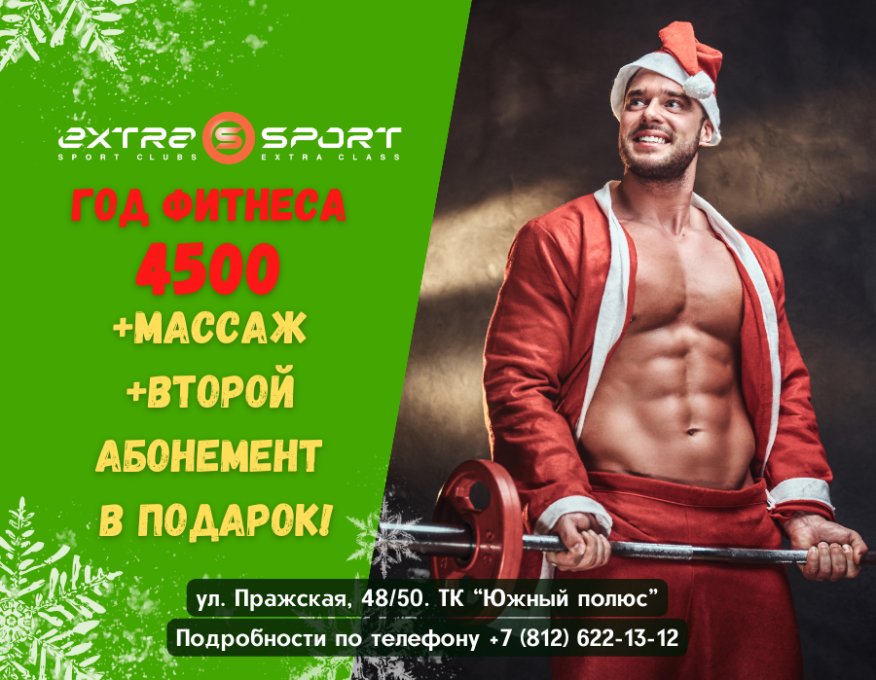 EXTRA S SPORT
SPORT CLUBS EXTRA CLASS
ГОД ФИТНЕСА
4500
+МАССАЖ
+ВТОРОЙ
АБОНЕМЕНТ
В ПОДАРОК!
ул. Пражская, 48/50. ТК “Южный полюс”
Подробности по телефону +7 (812) 622-13-12